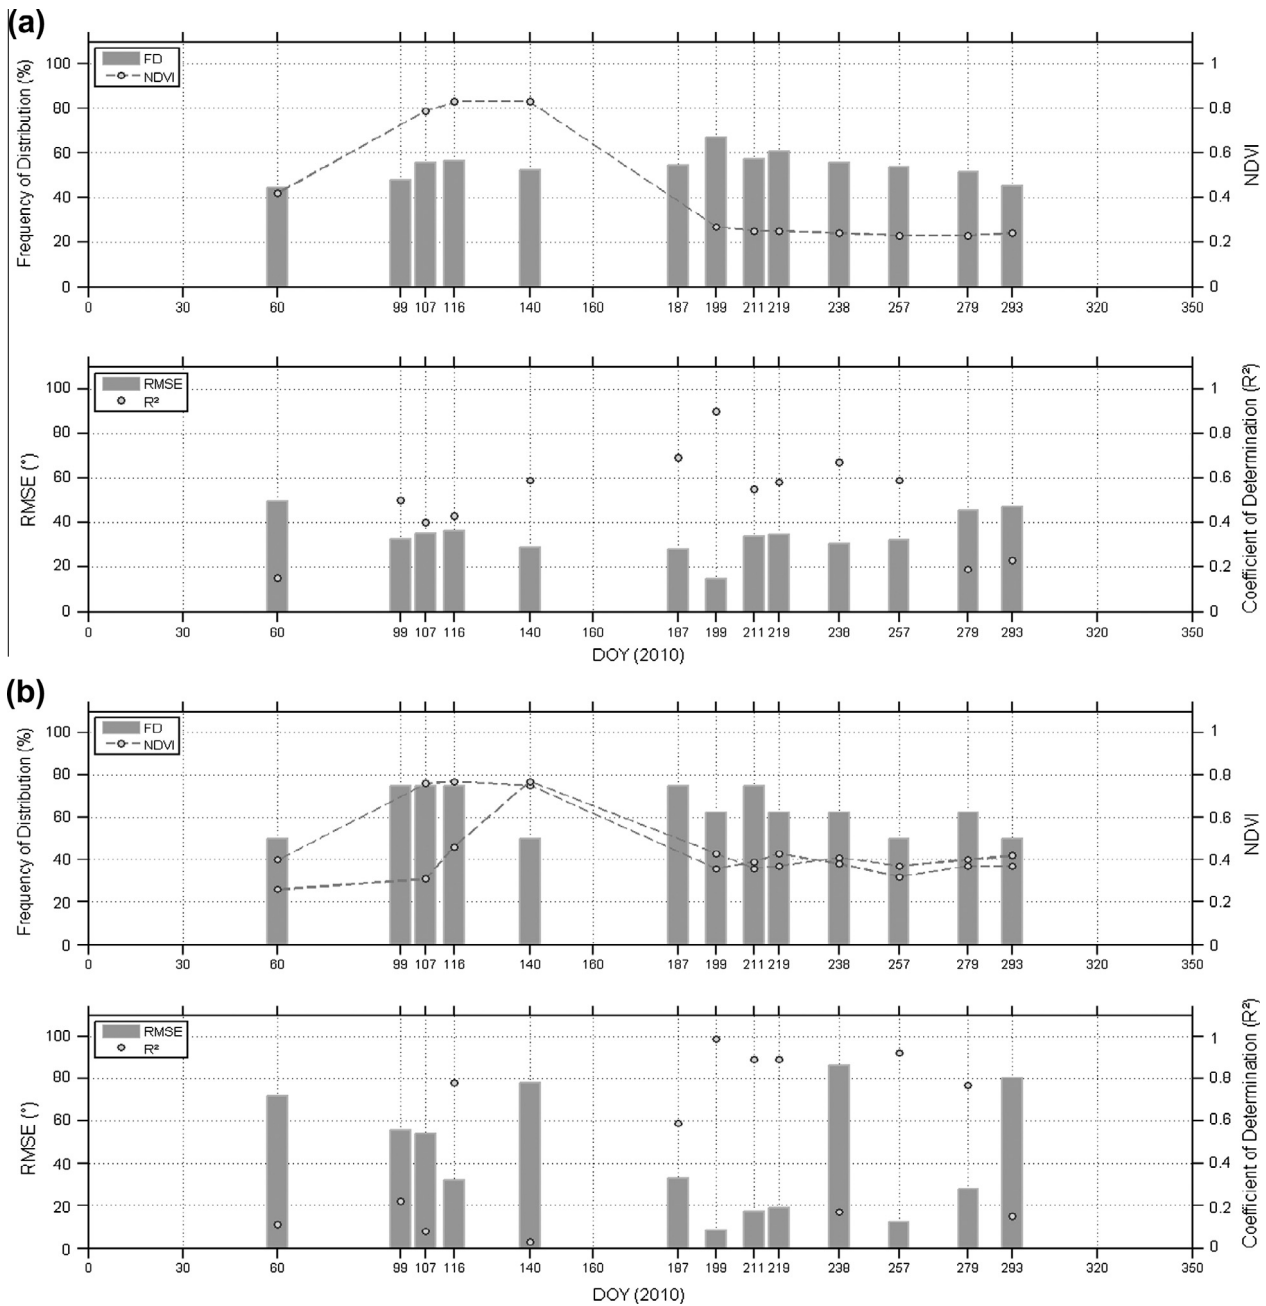 (a)
FD
NDVI
Frequency of Distribution (%)
100
80
60
40
20
0
NDVI
1
0.8
0.6
0.4
0.2
0
0 30 60 99 107 116 140 160 187 199 211 219 238 257 279 293 320 350
RMSE
R²
RMSE (°)
100
80
60
40
20
0
Coefficient of Determination (R²)
1
0.8
0.6
0.4
0.2
0
0 30 60 99 107 116 140 160 187 199 211 219 238 257 279 293 320 350
DOY (2010)
(b)
FD
NDVI
Frequency of Distribution (%)
100
80
60
40
20
0
NDVI
1
0.8
0.6
0.4
0.2
0
0 30 60 99 107 116 140 160 187 199 211 219 238 257 279 293 320 350
RMSE
R²
RMSE (°)
100
80
60
40
20
0
Coefficient of Determination (R²)
1
0.8
0.6
0.4
0.2
0
0 30 60 99 107 116 140 160 187 199 211 219 238 257 279 293 320 350
DOY (2010)